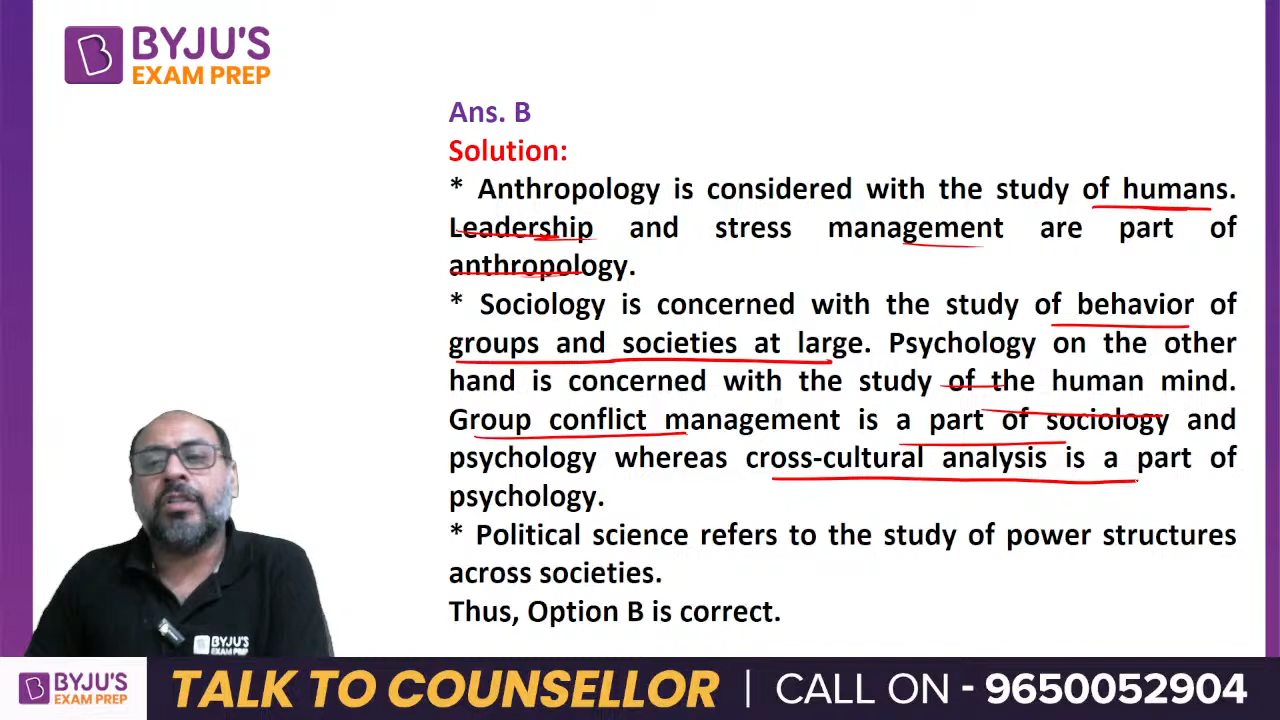 BYJU'S
EXAM PREP
Ans. B
Solution:
* Anthropology is considered with the study of humans.
Leadership and stress management are part of
anthropology.
* Sociology is concerned with the study of behavior of
groups and societies at large. Psychology on the other
hand is concerned with the study of the human mind.
Group conflict management is a part of sociology and
psychology whereas cross-cultural analysis is a part of
psychology.
* Political science refers to the study of power structures
across societies.
Thus, Option B is correct.
BYJU'S
EXAM PREP
BYJU'S
EXAM PREP
TALK TO COUNSELLOR | CALL ON - 9650052904